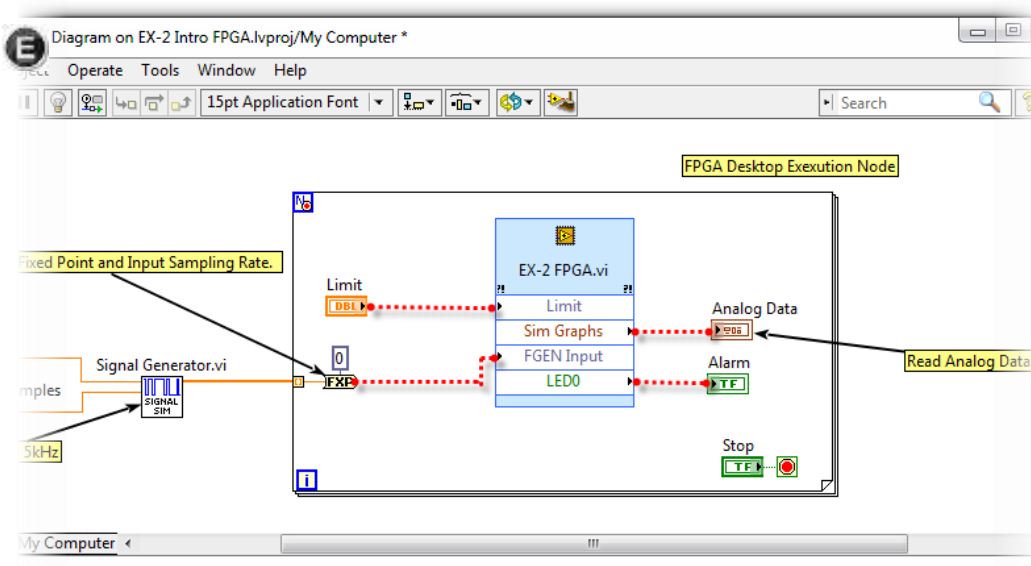 E
Diagram on EX-2 Intro FPGA.lvproj/My Computer *
Operate Tools Window Help
15pt Application Font
Search
FPGA Desktop Exexution Node
N
Fixed Point and Input Sampling Rate.
EX-2 FPGA.vi
?! ?!
Limit
DBL
Limit
Analog Data
Sim Graphs
0
FGEN Input
Alarm
Read Analog Data
Signal Generator.vi
FXP
LED0
TF
mples
SIGNAL
SIM
5kHz
Stop
TF
i
My Computer